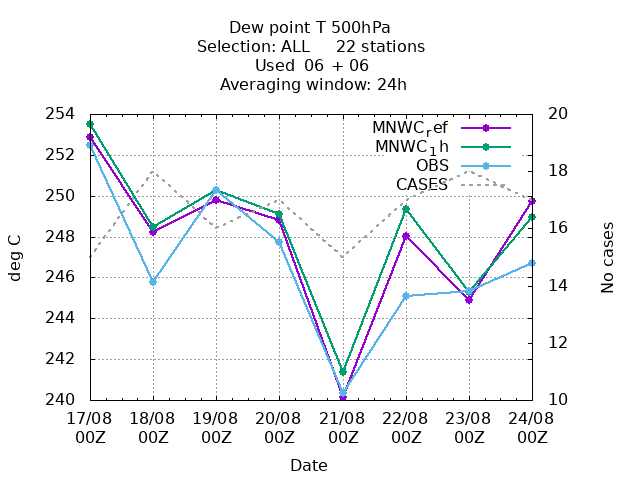 Dew point T 500hPa
Selection: ALL     22 stations
Used  06 + 06
Averaging window: 24h
254
252
250
248
246
244
242
240
20
18
16
14
12
10
MNWCref
MNWC1h
OBS
CASES
deg C
No cases
17/08 18/08 19/08 20/08 21/08 22/08 23/08 24/08
00Z 00Z 00Z 00Z 00Z 00Z 00Z 00Z
Date